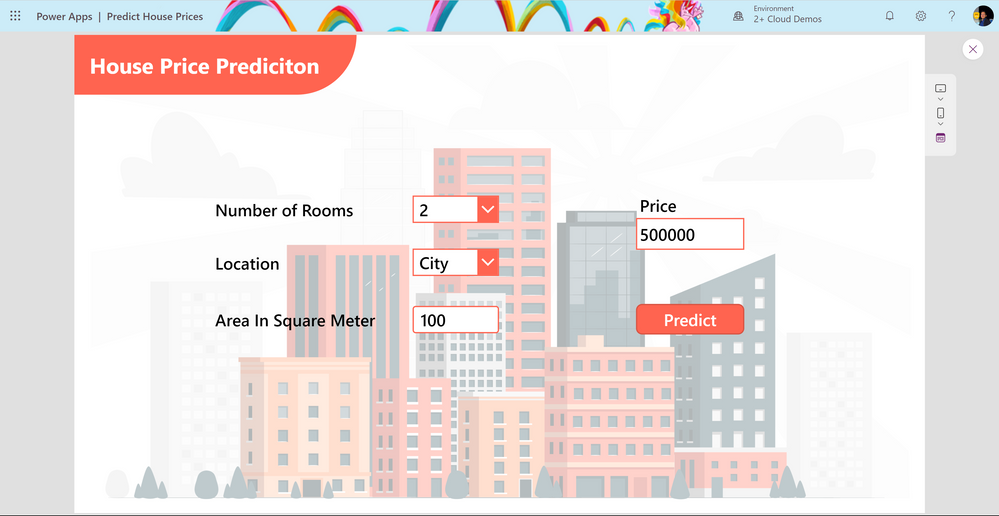 Power Apps | Predict House Prices
Environment
2+ Cloud Demos
?
House Price Prediciton
Number of Rooms
2
Price
500000
Location
City
Area In Square Meter
100
Predict